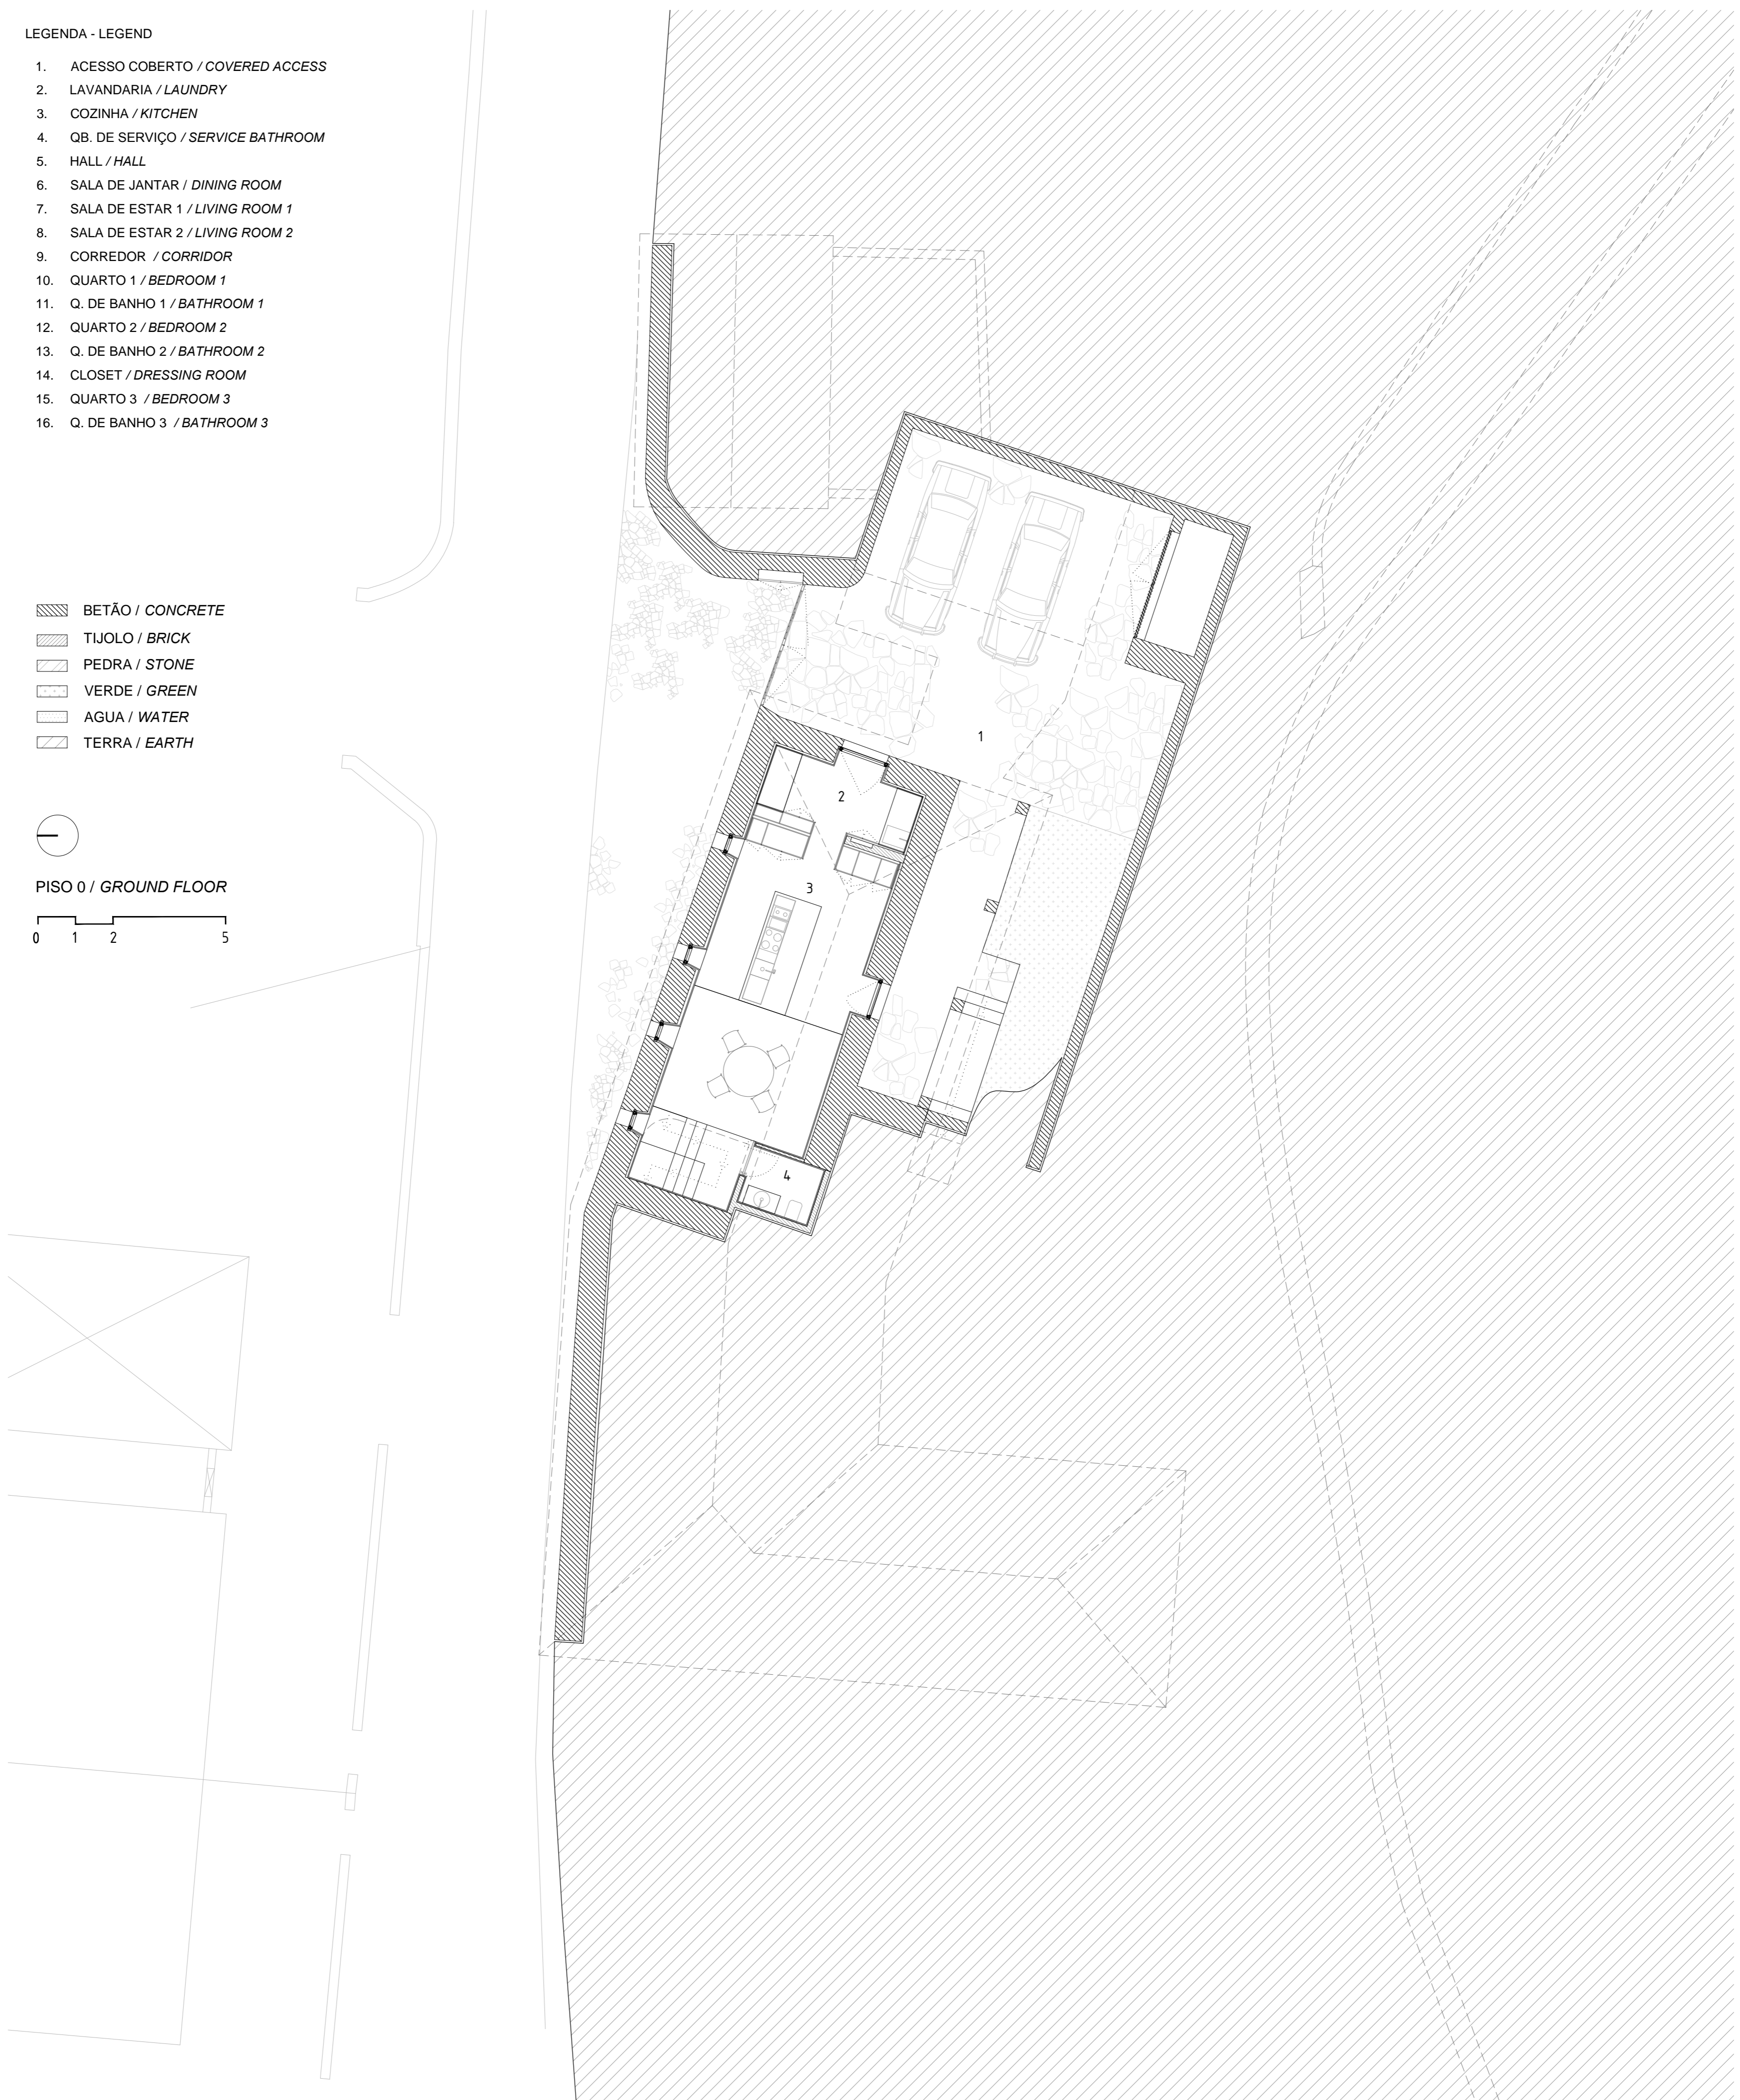 LEGENDA - LEGEND
1. ACESSO COBERTO / COVERED ACCESS
2. LAVANDARIA / LAUNDRY
3. COZINHA / KITCHEN
4. QB. DE SERVIÇO / SERVICE BATHROOM
5. HALL / HALL
6. SALA DE JANTAR / DINING ROOM
7. SALA DE ESTAR 1 / LIVING ROOM 1
8. SALA DE ESTAR 2 / LIVING ROOM 2
9. CORREDOR / CORRIDOR
10. QUARTO 1 / BEDROOM 1
11. Q. DE BANHO 1 / BATHROOM 1
12. QUARTO 2 / BEDROOM 2
13. Q. DE BANHO 2 / BATHROOM 2
14. CLOSET / DRESSING ROOM
15. QUARTO 3 / BEDROOM 3
16. Q. DE BANHO 3 / BATHROOM 3
BETÃO / CONCRETE
TIJOLO / BRICK
PEDRA / STONE
VERDE / GREEN
AGUA / WATER
TERRA / EARTH
PISO 0 / GROUND FLOOR
0 1 2 5
1
2
3
4